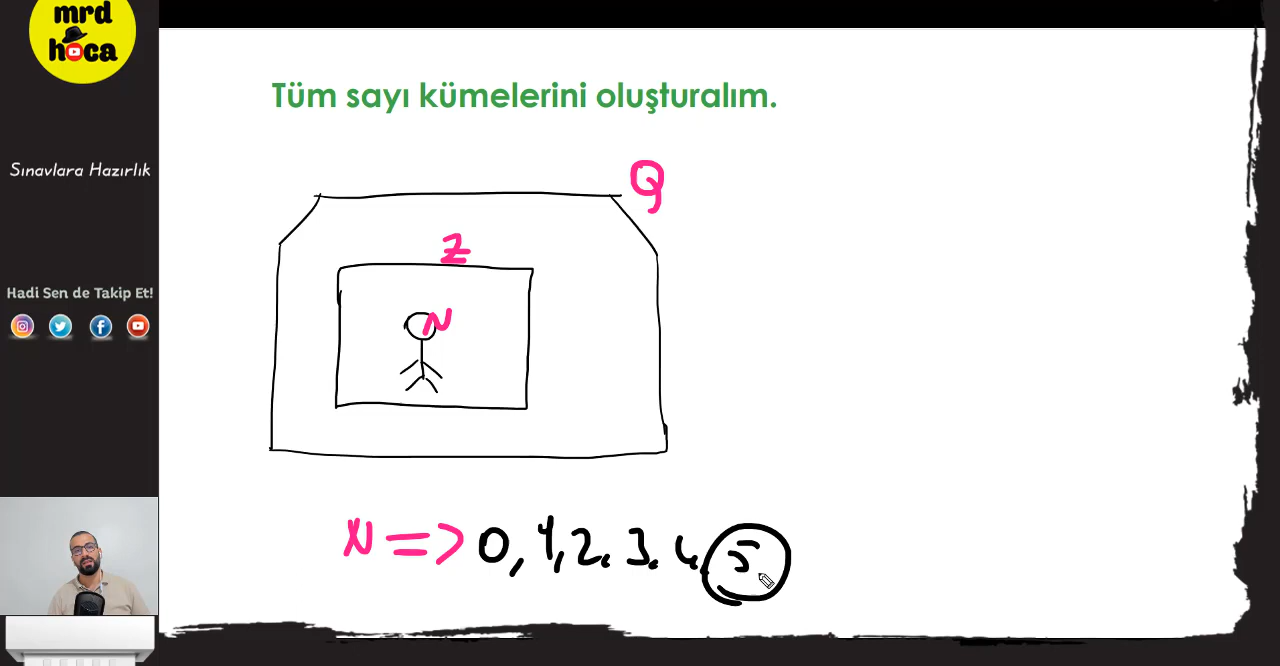 mrd
hoca
Tüm sayı kümelerini oluşturalım.
Sınavlara Hazırlık
Q
Z
N
Hadi Sen de Takip Et!
N => 0, 1, 2, 3, 4, 5